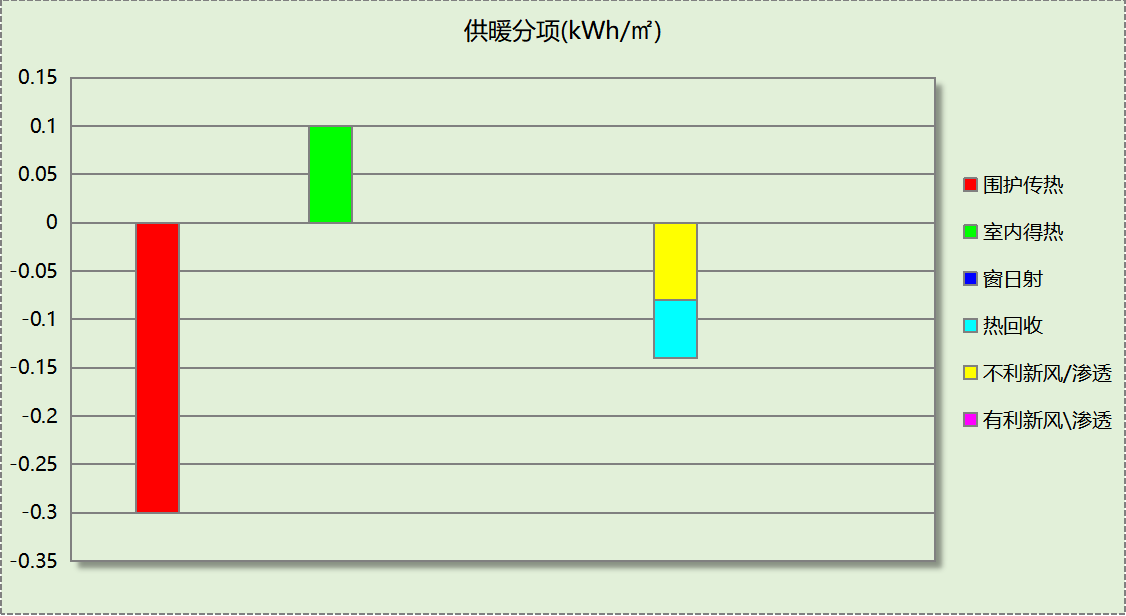 供暖分项(kWh/㎡)
0.15
0.1
0.05
0
-0.05
-0.1
-0.15
-0.2
-0.25
-0.3
-0.35
围护传热
室内得热
窗日射
热回收
不利新风/渗透
有利新风\渗透